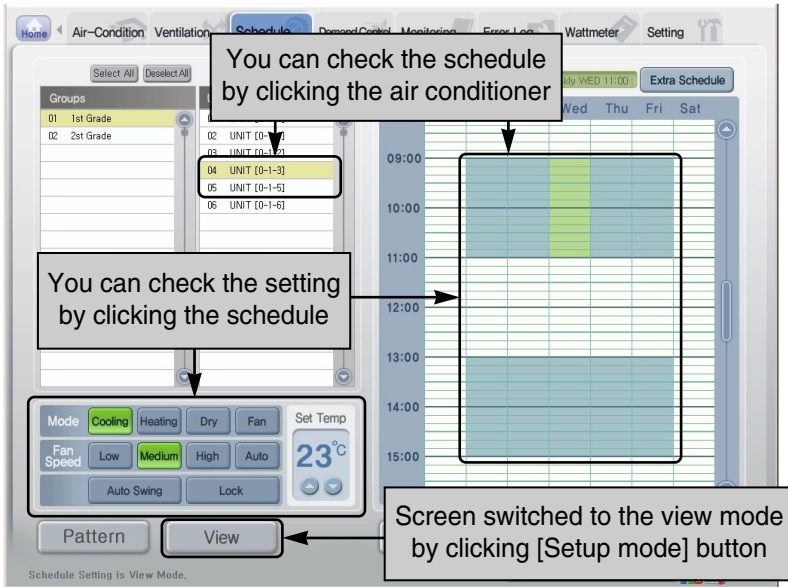 Home Air-Condition Ventilation Schedule Demand Control Monitoring Error Log Wattmeter Setting
You can check the schedule
by clicking the air conditioner
Select All Deselect All
WED 11:00 Extra Schedule
Groups
Wed Thu Fri Sat
01 1st Grade
02 2st Grade
02 UNIT
03
04 UNIT [0-1-3]
05 UNIT [0-1-5]
06 UNIT [0-1-6]
09:00
10:00
11:00
12:00
13:00
14:00
15:00
You can check the setting
by clicking the schedule
Mode Cooling Heating Dry Fan Set Temp
Fan Speed Low Medium High Auto 23°C
Auto Swing Lock
Pattern View
Screen switched to the view mode
by clicking [Setup mode] button
Schedule Setting is View Mode.